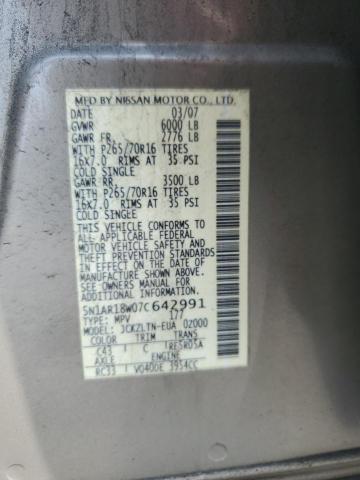 MFD BY NISSAN MOTOR CO., LTD.
DATE 03/07
GVWR 6000 LB
GAWR FR. 2776 LB
WITH P265/70R16 TIRES
16X7.0 RIMS AT 35 PSI
COLD SINGLE
GAWR RR. 3500 LB
WITH P265/70R16 TIRES
16X7.0 RIMS AT 35 PSI
COLD SINGLE
THIS VEHICLE CONFORMS TO
ALL APPLICABLE FEDERAL
MOTOR VEHICLE SAFETY AND
THEFT PREVENTION STANDARDS
IN EFFECT ON THE DATE OF
MANUFACTURE SHOWN ABOVE.
SEE OWNERS MANUAL FOR
ADDITIONAL INFORMATION
5N1AR18W07C642991
TYPE: MPV 177
MODEL: JCKZLTN-EUA 02000
COLOR TRIM TRANS
C43 C RE5R05A
AXLE ENGINE
RC33 VQ40DE 3954CC